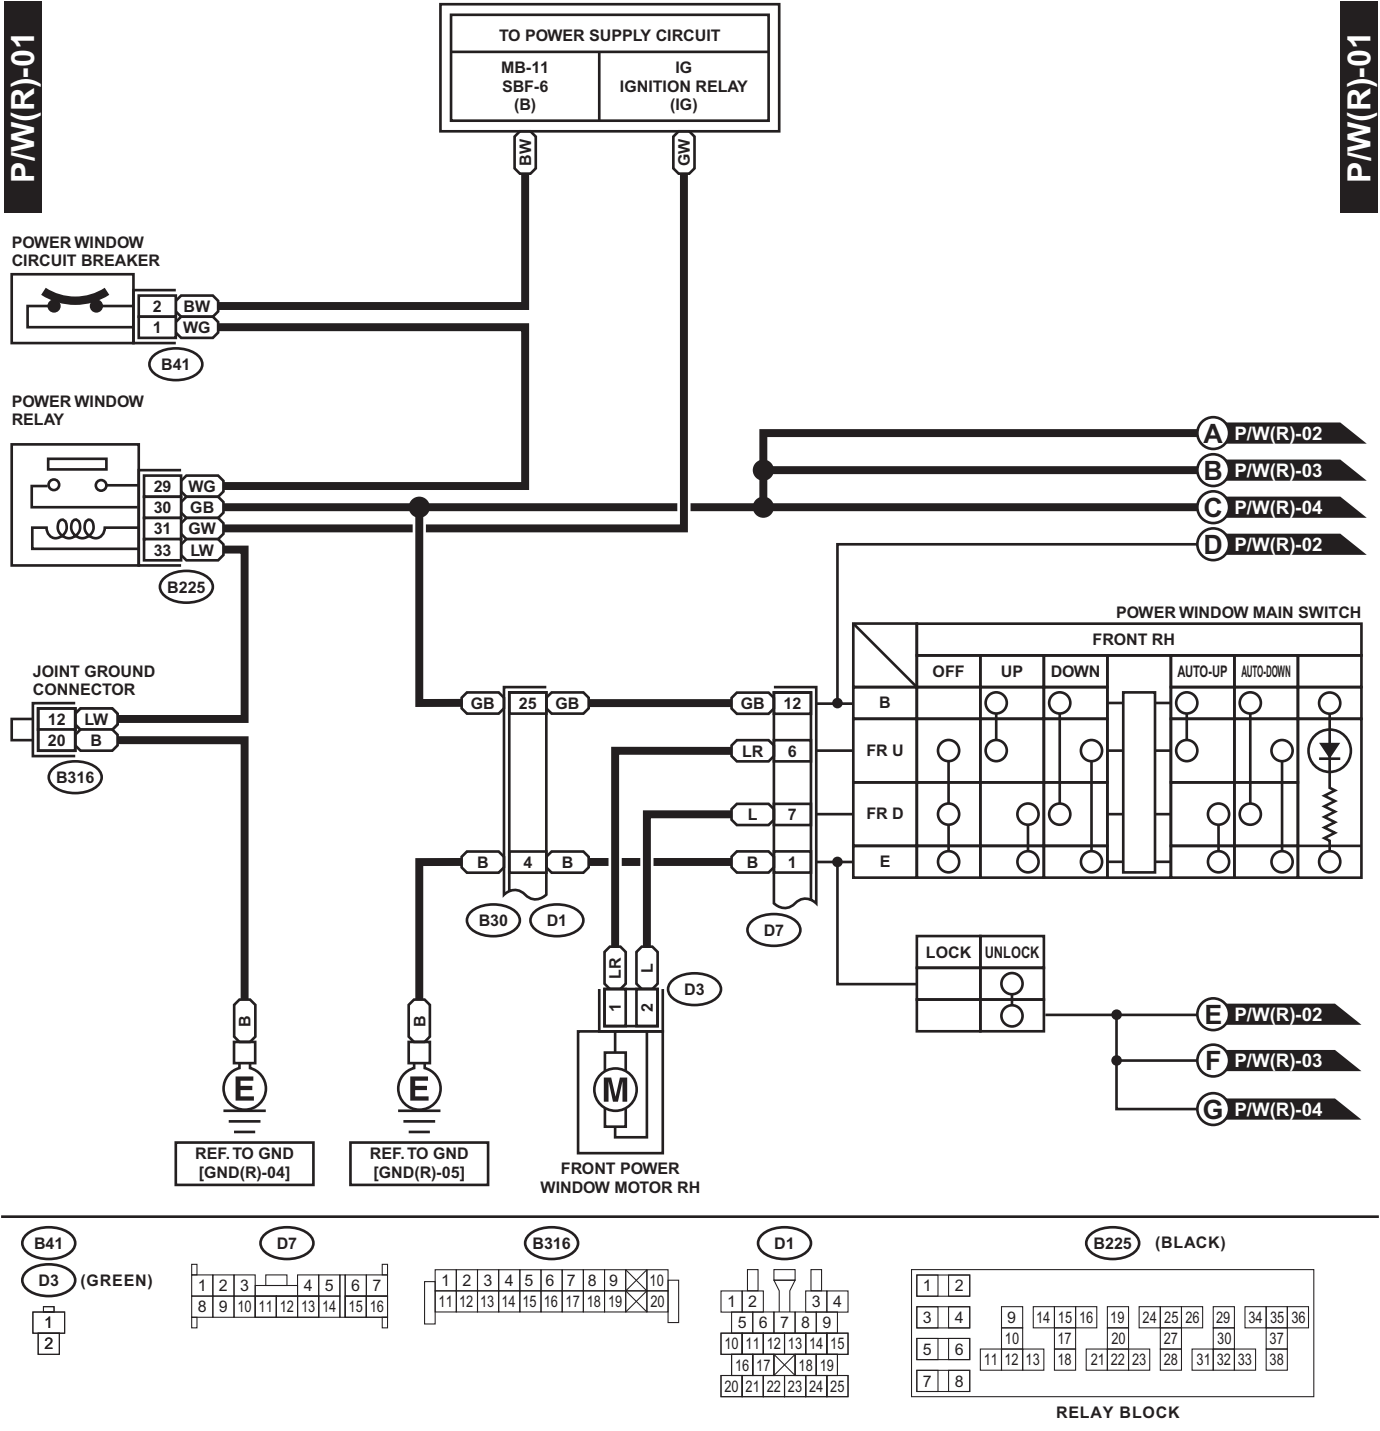 P/W(R)-01
P/W(R)-01
TO POWER SUPPLY CIRCUIT
MB-11
SBF-6
(B)
IG
IGNITION RELAY
(IG)
BW
GW
POWER WINDOW
CIRCUIT BREAKER
2 BW
1 WG
B41
POWER WINDOW
RELAY
29 WG
30 GB
31 GW
33 LW
B225
A P/W(R)-02
B P/W(R)-03
C P/W(R)-04
D P/W(R)-02
POWER WINDOW MAIN SWITCH
FRONT RH
OFF UP DOWN AUTO-UP AUTO-DOWN
B
FR U
FR D
E
JOINT GROUND
CONNECTOR
12 LW
20 B
B316
GB 25 GB GB 12
LR 6
L 7
B 4 B B 1
B30 D1 D7
LR L
1 2
D3
M
FRONT POWER
WINDOW MOTOR RH
LOCK UNLOCK
E P/W(R)-02
F P/W(R)-03
G P/W(R)-04
B
E
REF. TO GND
[GND(R)-04]
B
E
REF. TO GND
[GND(R)-05]
B41
D3 (GREEN)
1
2
D7
1 2 3 4 5 6 7
8 9 10 11 12 13 14 15 16
B316
1 2 3 4 5 6 7 8 9 10
11 12 13 14 15 16 17 18 19 20
D1
1 2 3 4
5 6 7 8 9
10 11 12 13 14 15
16 17 18 19
20 21 22 23 24 25
B225 (BLACK)
1 2
3 4 9 14 15 16 19 24 25 26 29 34 35 36
10 17 20 27 30 37
5 6 11 12 13 18 21 22 23 28 31 32 33 38
7 8
RELAY BLOCK